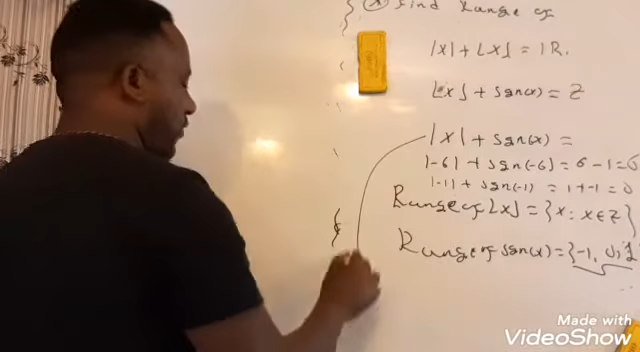 Find Range of
|x| + ⌊x⌋ = IR.
⌊x⌋ + sgn(x) = Z
|x| + sgn(x) =
|-6| + sgn(-6) = 6 - 1 = 5
|-1| + sgn(-1) = 1 + -1 = 0
Range of ⌊x⌋ = {x: x ∈ Z}
Range of sgn(x) = {-1, 0, 1
Made with
VideoShow